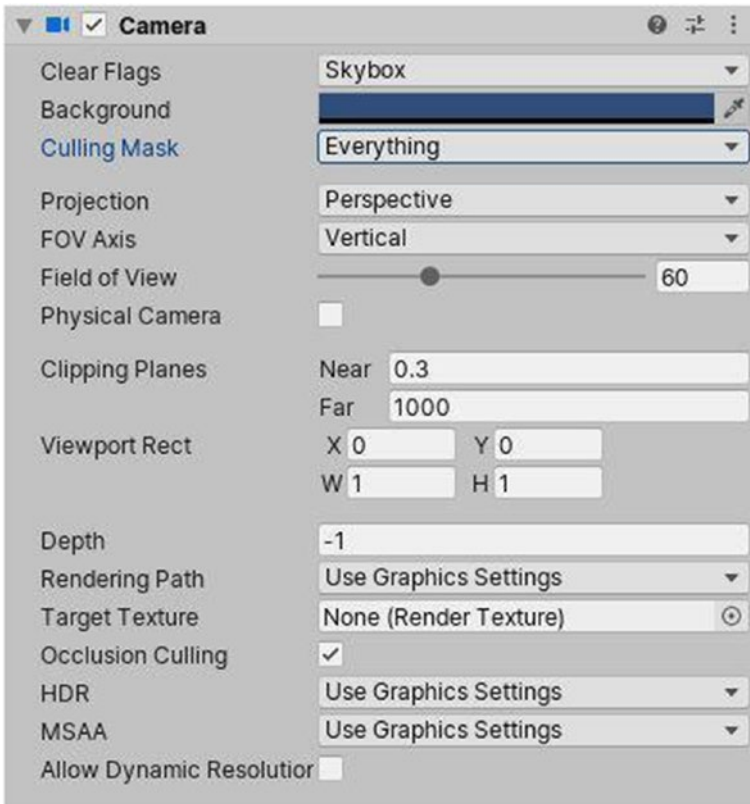 Camera
Clear Flags Skybox
Background
Culling Mask Everything
Projection Perspective
FOV Axis Vertical
Field of View 60
Physical Camera
Clipping Planes Near 0.3
Far 1000
Viewport Rect X 0 Y 0
W 1 H 1
Depth -1
Rendering Path Use Graphics Settings
Target Texture None (Render Texture)
Occlusion Culling
HDR Use Graphics Settings
MSAA Use Graphics Settings
Allow Dynamic Resolutior